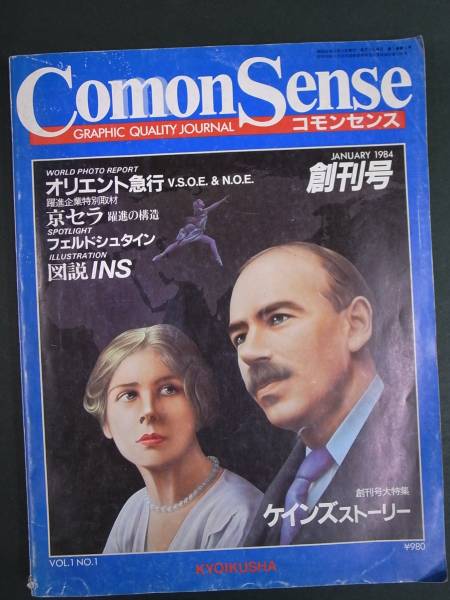 ComonSense
GRAPHIC QUALITY JOURNAL
コモンセンス
JANUARY 1984
創刊号
WORLD PHOTO REPORT
オリエント急行 V.S.O.E. & N.O.E.
躍進企業特別取材
京セラ 躍進の構造
SPOTLIGHT
フェルドシュタイン
ILLUSTRATION
図説INS
創刊号大特集
ケインズストーリー
¥980
VOL.1 NO.1
KYOIKUSHA